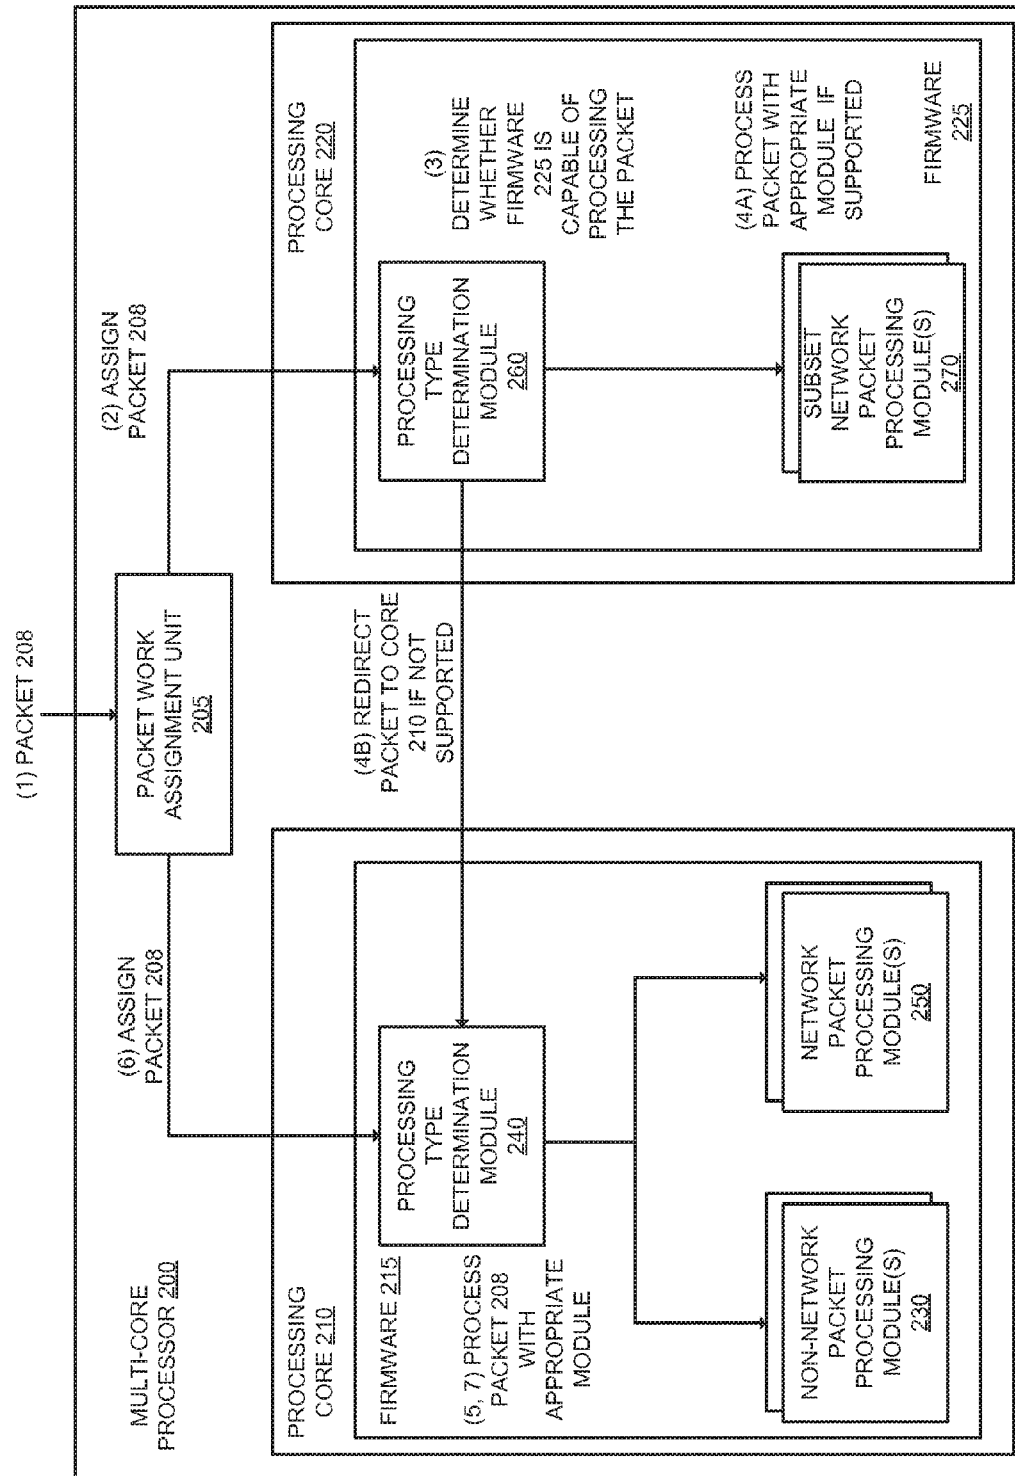 (1) PACKET 208
MULTI-CORE
PROCESSOR 200
PACKET WORK
ASSIGNMENT UNIT
205
(6) ASSIGN
PACKET 208
(2) ASSIGN
PACKET 208
PROCESSING
CORE 210
FIRMWARE 215
PROCESSING
TYPE
DETERMINATION
MODULE
240
(5, 7) PROCESS
PACKET 208
WITH
APPROPRIATE
MODULE
NON-NETWORK
PACKET
PROCESSING
MODULE(S)
230
NETWORK
PACKET
PROCESSING
MODULE(S)
250
(4B) REDIRECT
PACKET TO CORE
210 IF NOT
SUPPORTED
PROCESSING
CORE 220
PROCESSING
TYPE
DETERMINATION
MODULE
260
(3)
DETERMINE
WHETHER
FIRMWARE
225 IS
CAPABLE OF
PROCESSING
THE PACKET
SUBSET
NETWORK
PACKET
PROCESSING
MODULE(S)
270
(4A) PROCESS
PACKET WITH
APPROPRIATE
MODULE IF
SUPPORTED
FIRMWARE
225